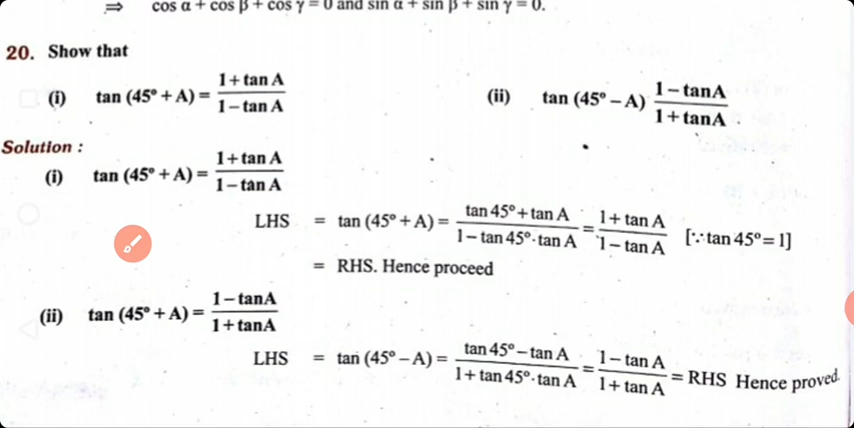 ⇒ cos α + cos β + cos γ = 0 and sin α + sin β + sin γ = 0.
20. Show that
(i) tan (45° + A) = (1 + tan A)/(1 − tan A) (ii) tan (45° − A) (1 − tanA)/(1 + tanA) .
Solution :
(i) tan (45° + A) = (1 + tan A)/(1 − tan A)
LHS = tan (45° + A) = (tan 45° + tan A)/(1 − tan 45°·tan A) = (1 + tan A)/(1 − tan A) [∵ tan 45° = 1]
= RHS. Hence proceed
(ii) tan (45° + A) = (1 − tanA)/(1 + tanA)
LHS = tan (45° − A) = (tan 45° − tan A)/(1 + tan 45°·tan A) = (1 − tan A)/(1 + tan A) = RHS Hence proved.